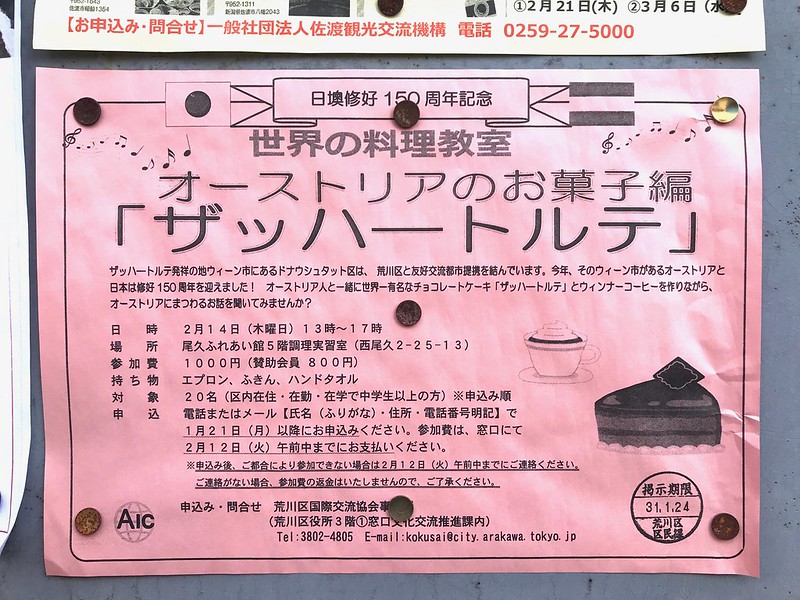 新潟県佐渡市八幡2043
①2月21日(木) ②3月6日(水
【お申込み・問合せ】一般社団法人佐渡観光交流機構 電話 0259-27-5000
日墺修好150周年記念
世界の料理教室
オーストリアのお菓子編
「ザッハートルテ」
ザッハートルテ発祥の地ウィーン市にあるドナウシュタット区は、荒川区と友好交流都市提携を結んでいます。今年、そのウィーン市があるオーストリアと
日本は修好150周年を迎えました! オーストリア人と一緒に世界一有名なチョコレートケーキ「ザッハートルテ」とウィンナーコーヒーを作りながら、
オーストリアにまつわるお話を聞いてみませんか?
日 時 2月14日(木曜日)13時~17時
場 所 尾久ふれあい館5階調理実習室(西尾久2-25-13)
参加費 1000円(賛助会員 800円)
持ち物 エプロン、ふきん、ハンドタオル
対 象 20名(区内在住・在勤・在学で中学生以上の方)※申込み順
申 込 電話またはメール【氏名(ふりがな)・住所・電話番号明記】で
1月21日(月)以降にお申込みください。参加費は、窓口にて
2月12日(火)午前中までにお支払いください。
※申込み後、ご都合により参加できない場合は2月12日(火)午前中までにご連絡ください。
ご連絡がない場合、参加費の返金はいたしませんので、ご了承ください。
AIC
申込み・問合せ 荒川区国際交流協会事
(荒川区役所3階①窓口文化交流推進課内)
Tel:3802-4805 E-mail:kokusai@city.arakawa.tokyo.jp
掲示期限
31.1.24
荒川区
区民課